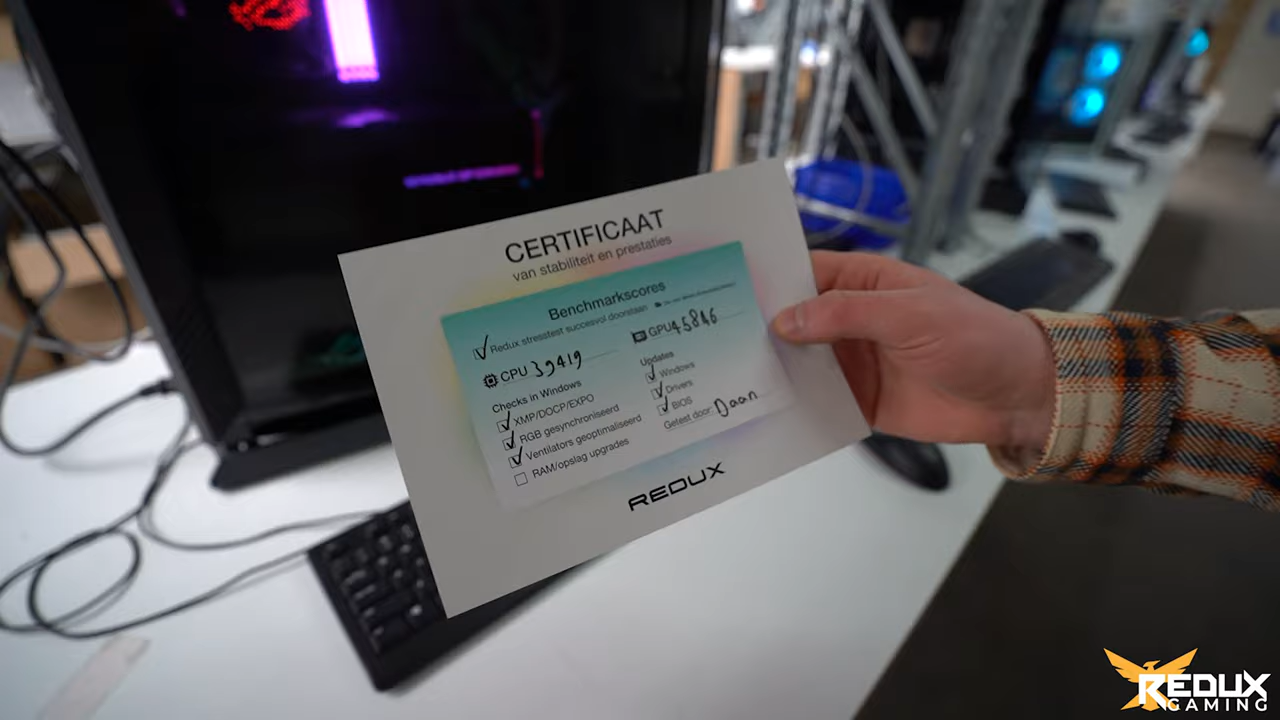 CERTIFICAAT
van stabiliteit en prestaties
Benchmarkscores
Redux stresstest succesvol doorstaan
CPU 39419
GPU 45846
Checks in Windows
XMP/DOCP/EXPO
RGB gesynchroniseerd
Ventilators geoptimaliseerd
RAM/opslag upgrades
Updates
Windows
Drivers
BIOS
Getest door: Daan
REDUX
REDUX
GAMING